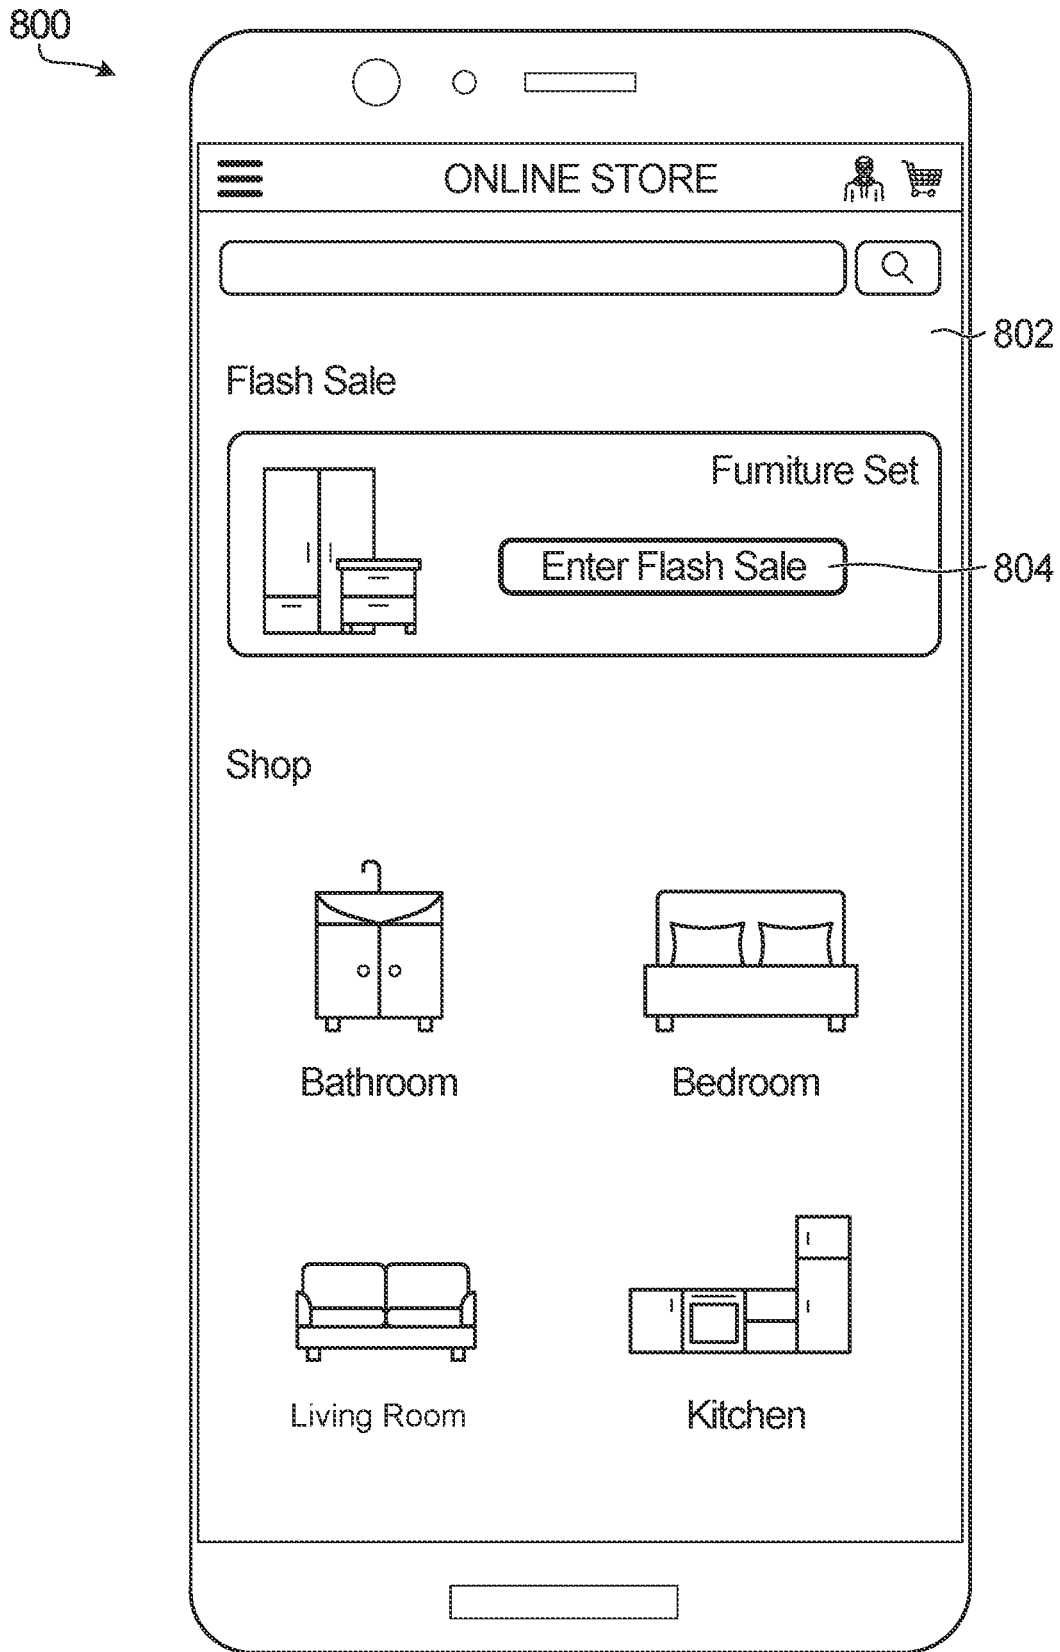 800
ONLINE STORE
802
Flash Sale
Furniture Set
Enter Flash Sale
804
Shop
Bathroom Bedroom
Living Room Kitchen